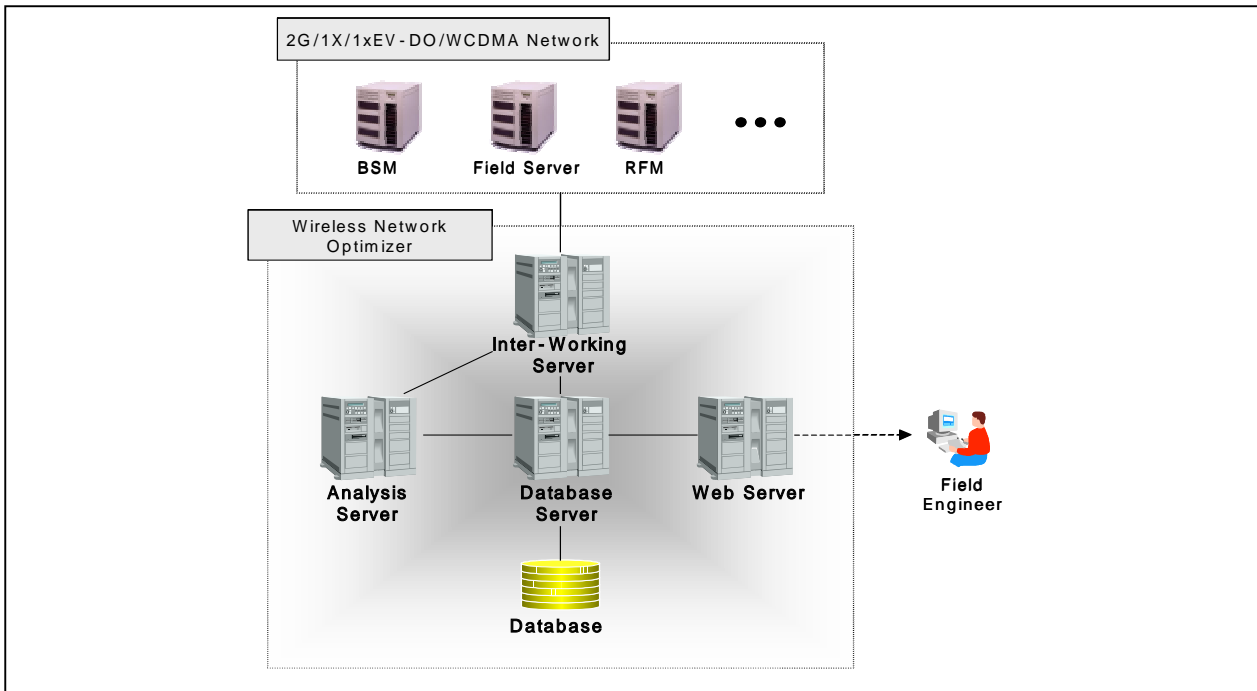 2G/1X/1xEV-DO/WCDMA Network
BSM
Field Server
RFM
Wireless Network
Optimizer
Inter-Working
Server
Analysis
Server
Database
Server
Web Server
Field
Engineer
Database